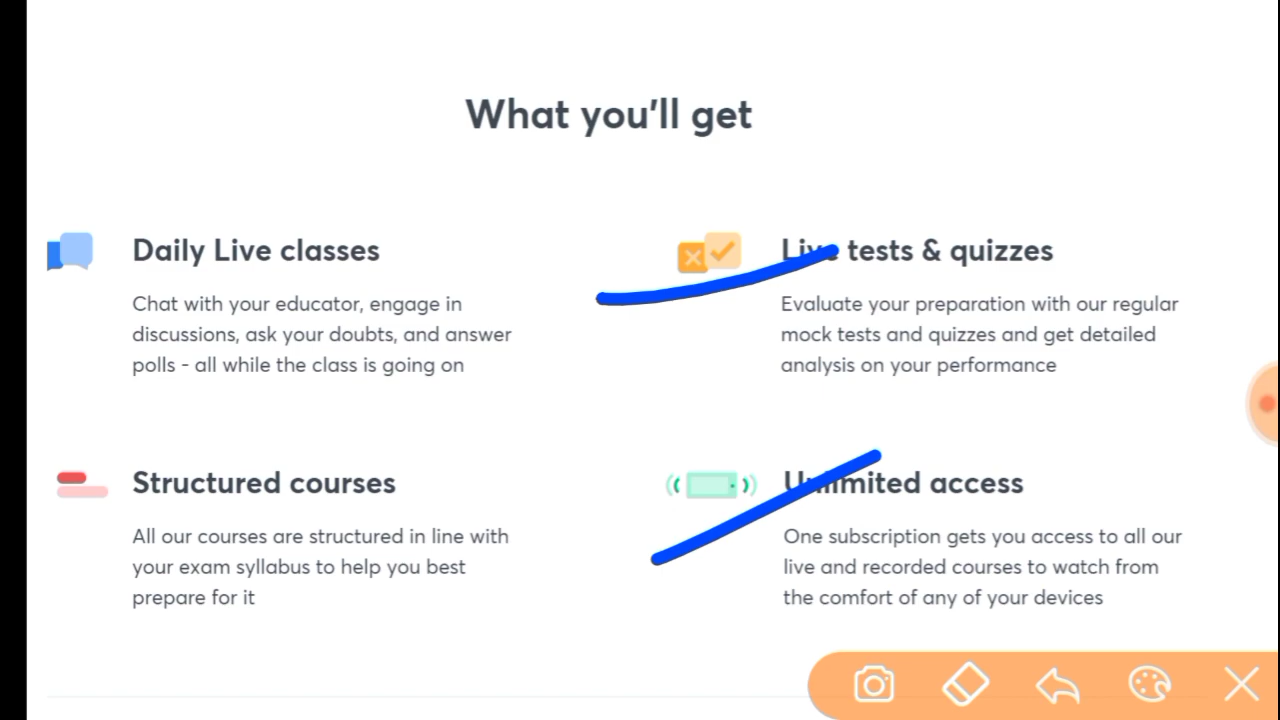 What you'll get
Daily Live classes
Chat with your educator, engage in
discussions, ask your doubts, and answer
polls - all while the class is going on
Live tests & quizzes
Evaluate your preparation with our regular
mock tests and quizzes and get detailed
analysis on your performance
Structured courses
All our courses are structured in line with
your exam syllabus to help you best
prepare for it
Unlimited access
One subscription gets you access to all our
live and recorded courses to watch from
the comfort of any of your devices